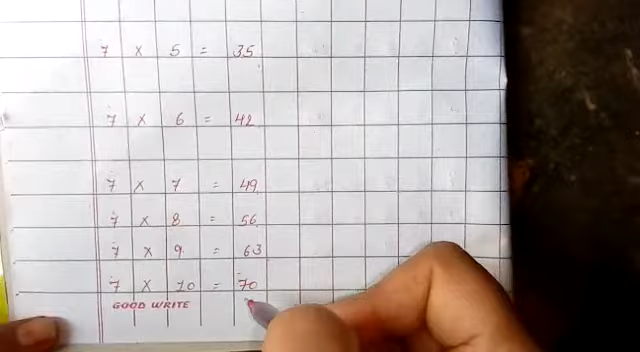 7 × 5 = 35
7 × 6 = 42
7 × 7 = 49
7 × 8 = 56
7 × 9 = 63
7 × 10 = 70
GOOD WRITE